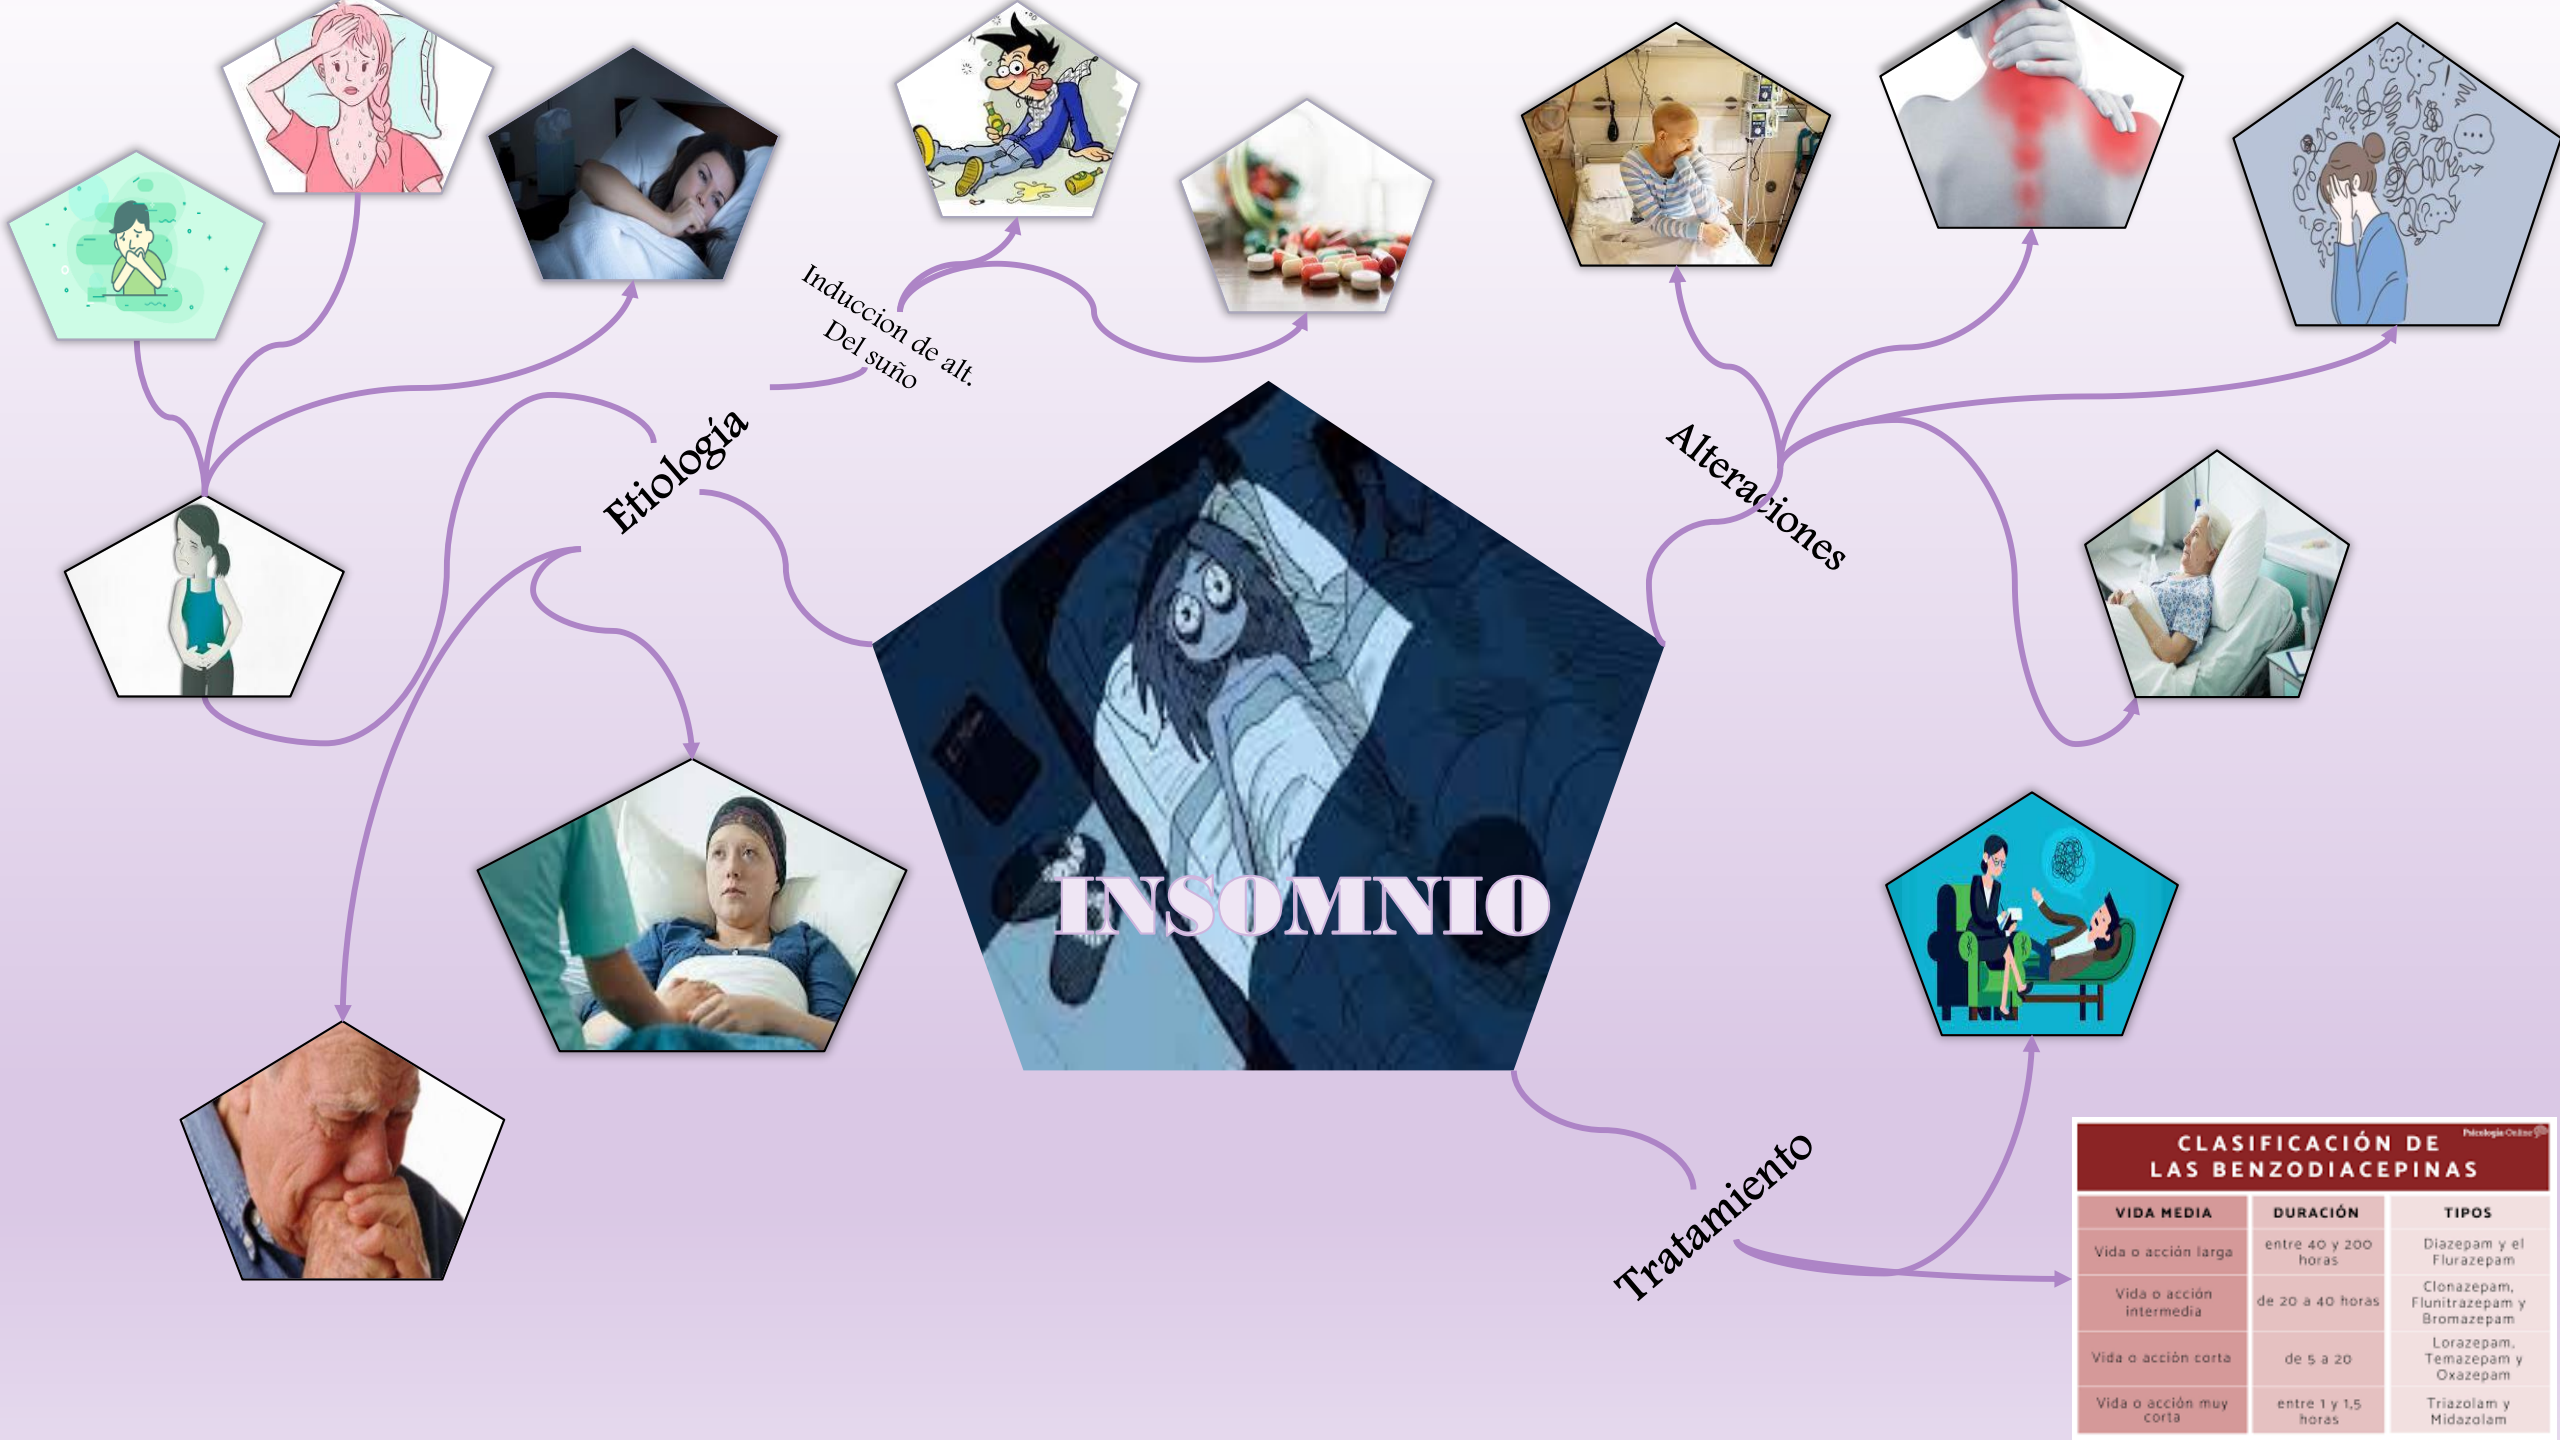 Induccion de alt.
Del suño
Etiología
Alteraciones
INSOMNIO
Tratamiento
Psicología-Online
CLASIFICACIÓN DE
LAS BENZODIACEPINAS
VIDA MEDIA
DURACIÓN
TIPOS
Vida o acción larga
entre 40 y 200
horas
Diazepam y el
Flurazepam
Vida o acción
intermedia
de 20 a 40 horas
Clonazepam,
Flunitrazepam y
Bromazepam
Vida o acción corta
de 5 a 20
Lorazepam,
Temazepam y
Oxazepam
Vida o acción muy
corta
entre 1 y 1,5
horas
Triazolam y
Midazolam